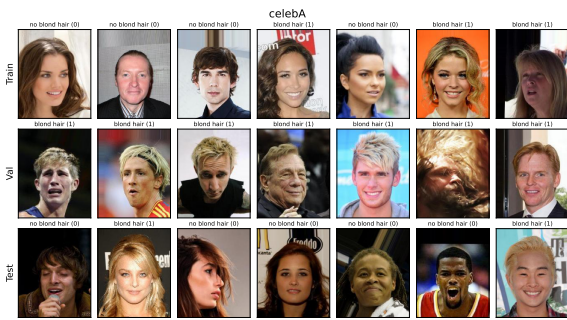 celebA
no blond hair (0) no blond hair (0) no blond hair (0) blond hair (1) no blond hair (0) blond hair (1) blond hair (1)
Train
for
blond hair (1) blond hair (1) blond hair (1) blond hair (1) blond hair (1) blond hair (1) blond hair (1)
Val
no blond hair (0) blond hair (1) no blond hair (0) no blond hair (0) no blond hair (0) no blond hair (0) blond hair (1)
Test
Freddo